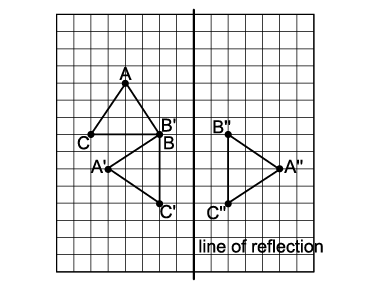 A
B'
B"
C
B
A'
A"
C'
C"
line of reflection